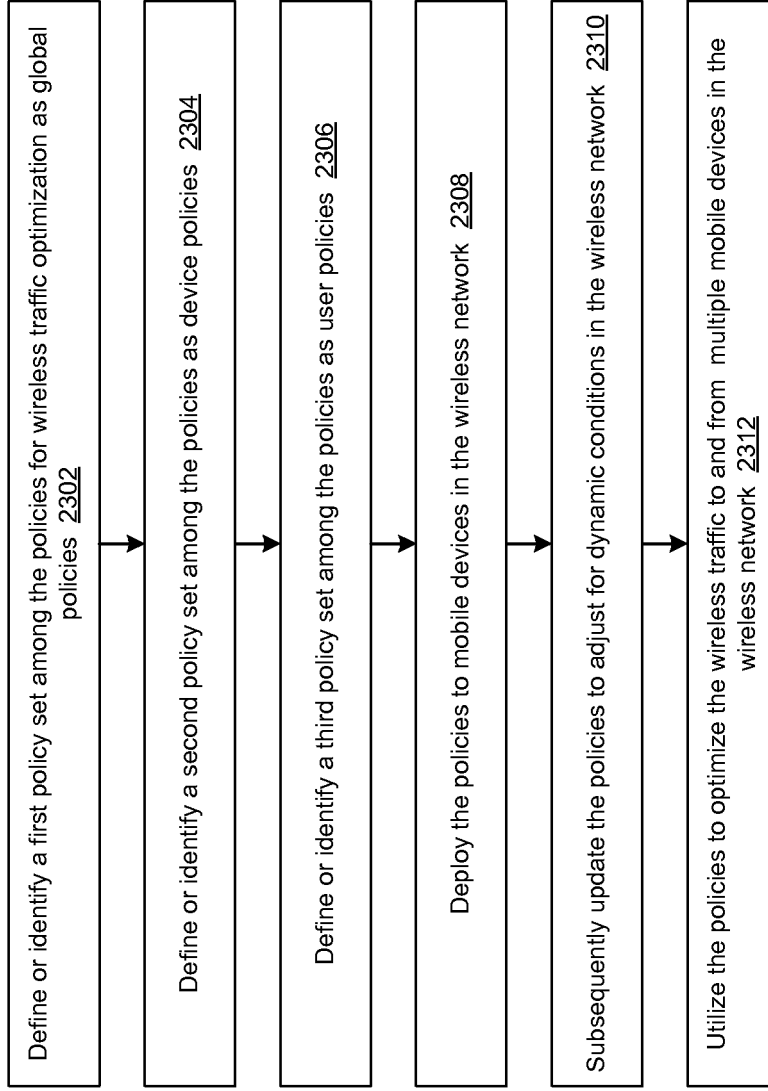 Define or identify a first policy set among the policies for wireless traffic optimization as global
policies 2302
Define or identify a second policy set among the policies as device policies 2304
Define or identify a third policy set among the policies as user policies 2306
Deploy the policies to mobile devices in the wireless network 2308
Subsequently update the policies to adjust for dynamic conditions in the wireless network 2310
Utilize the policies to optimize the wireless traffic to and from multiple mobile devices in the
wireless network 2312